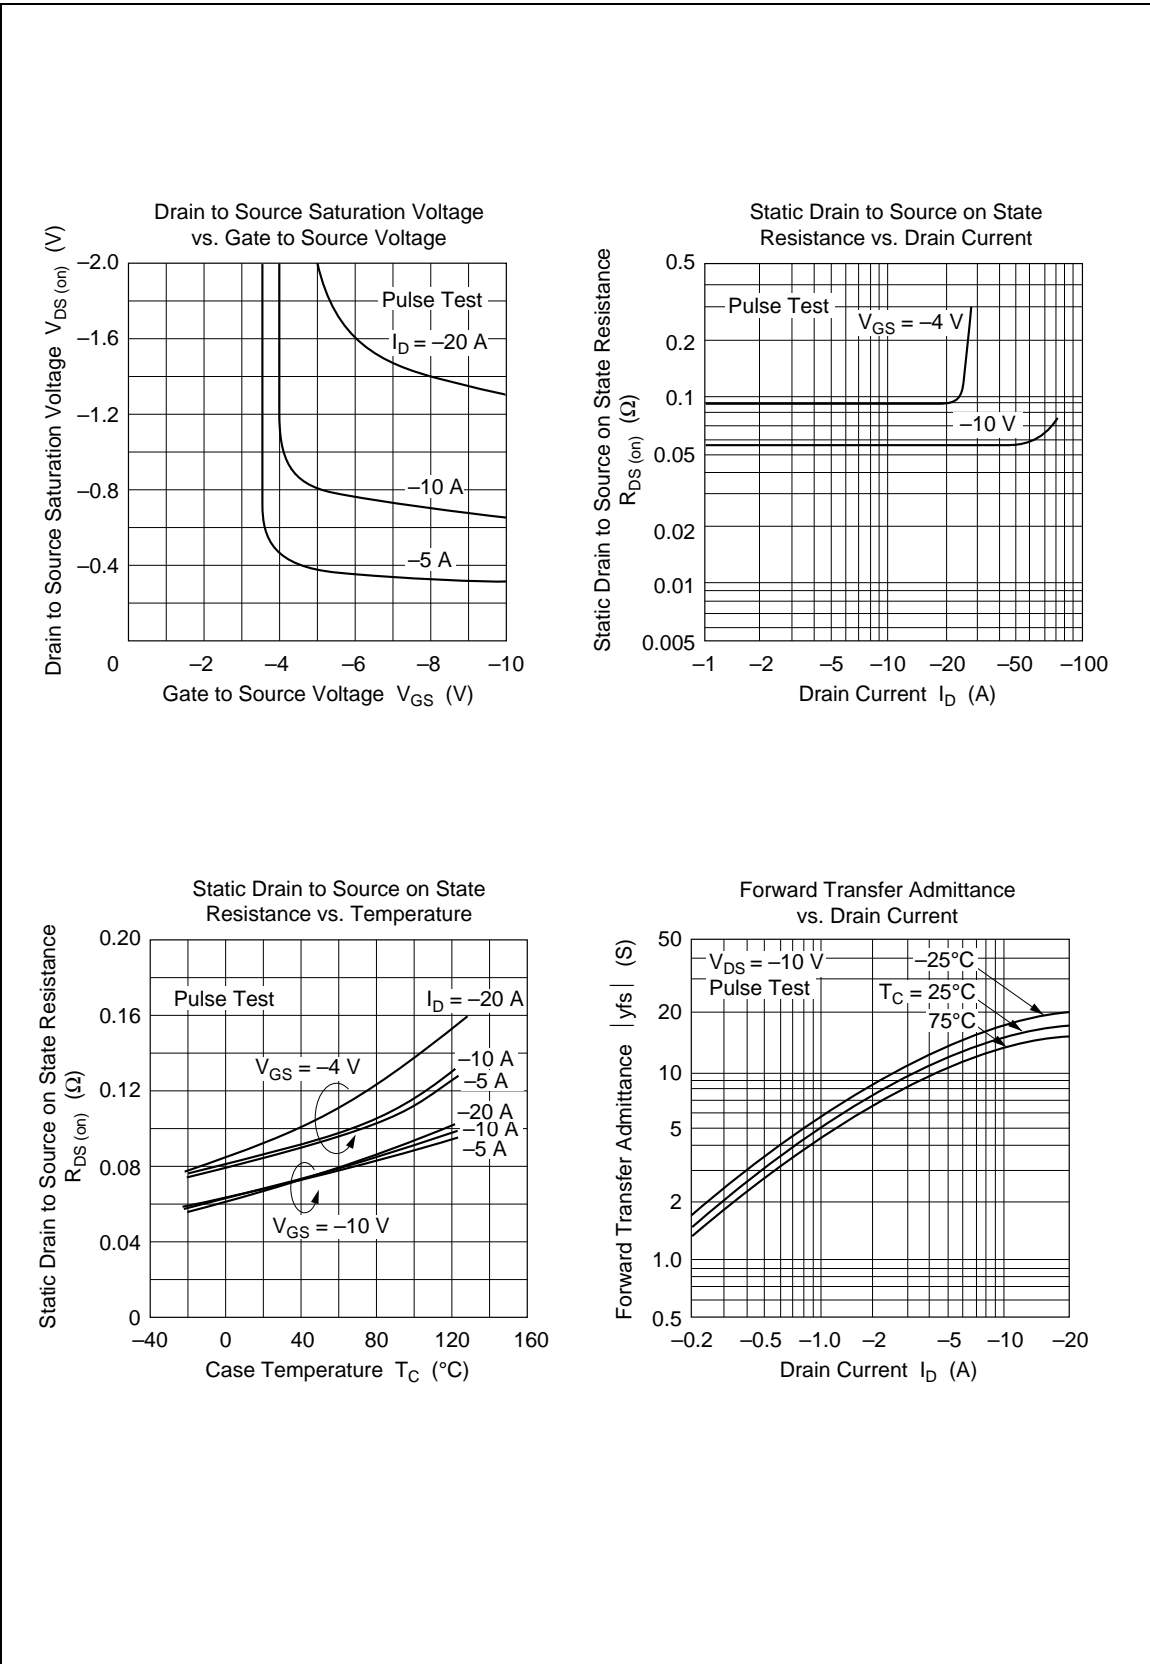 Drain to Source Saturation Voltage
vs. Gate to Source Voltage
Drain to Source Saturation Voltage V_DS (on) (V)
–2.0
–1.6
–1.2
–0.8
–0.4
Pulse Test
I_D = –20 A
–10 A
–5 A
0 –2 –4 –6 –8 –10
Gate to Source Voltage V_GS (V)
Static Drain to Source on State
Resistance vs. Drain Current
Static Drain to Source on State Resistance
R_DS (on) (Ω)
0.5
0.2
0.1
0.05
0.02
0.01
0.005
Pulse Test
V_GS = –4 V
–10 V
–1 –2 –5 –10 –20 –50 –100
Drain Current I_D (A)
Static Drain to Source on State
Resistance vs. Temperature
Static Drain to Source on State Resistance
R_DS (on) (Ω)
0.20
0.16
0.12
0.08
0.04
0
Pulse Test
I_D = –20 A
V_GS = –4 V
–10 A
–5 A
–20 A
–10 A
–5 A
V_GS = –10 V
–40 0 40 80 120 160
Case Temperature T_C (°C)
Forward Transfer Admittance
vs. Drain Current
Forward Transfer Admittance |yfs| (S)
50
20
10
5
2
1.0
0.5
V_DS = –10 V
Pulse Test
–25°C
T_C = 25°C
75°C
–0.2 –0.5 –1.0 –2 –5 –10 –20
Drain Current I_D (A)